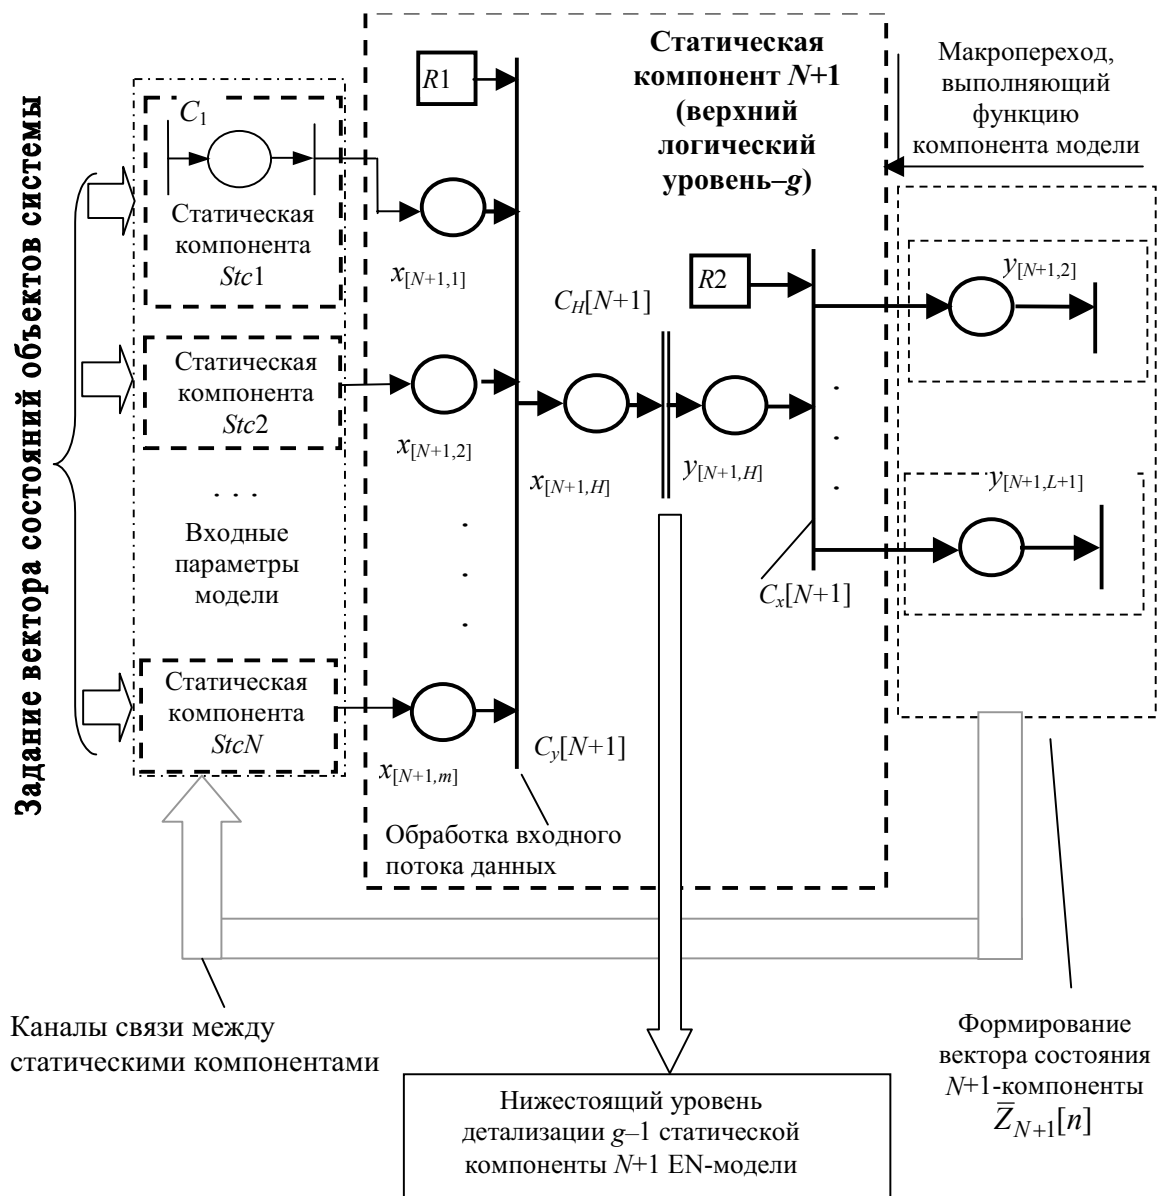 Задание вектора состояний объектов системы
C1
Статическая
компонента
Stc1
Статическая
компонента
Stc2
. . .
Входные
параметры
модели
Статическая
компонента
StcN
R1
x[N+1,1]
x[N+1,2]
x[N+1,m]
Статическая
компонент N+1
(верхний
логический
уровень–g)
CH[N+1]
x[N+1,H]
y[N+1,H]
R2
Cx[N+1]
Cy[N+1]
Обработка входного
потока данных
Макропереход,
выполняющий
функцию
компонента модели
y[N+1,2]
y[N+1,L+1]
Каналы связи между
статическими компонентами
Нижестоящий уровень
детализации g–1 статической
компоненты N+1 EN-модели
Формирование
вектора состояния
N+1-компоненты
Z̅N+1[n]